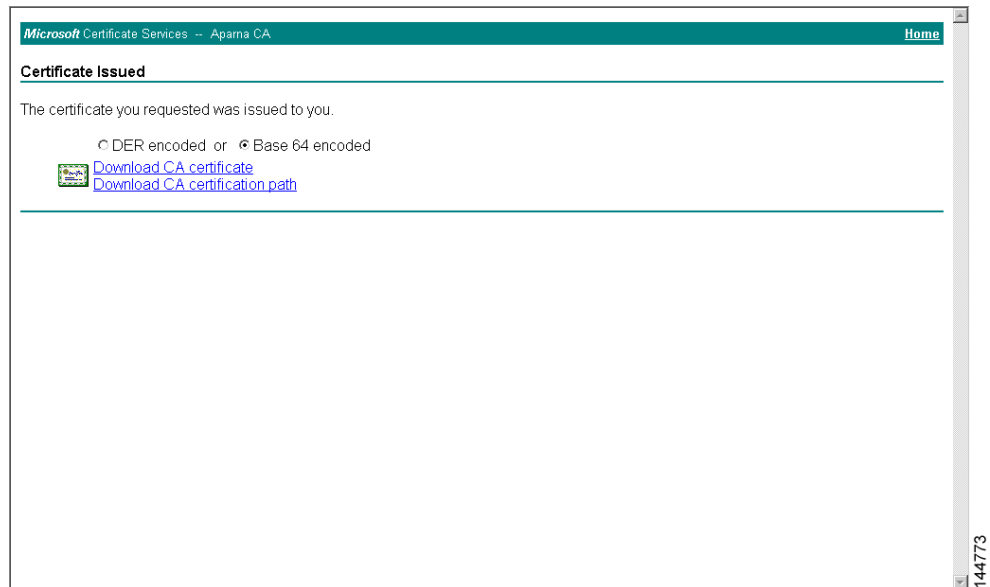 Microsoft Certificate Services -- Aparna CA Home
Certificate Issued
The certificate you requested was issued to you.
DER encoded or Base 64 encoded
Download CA certificate
Download CA certification path
144773